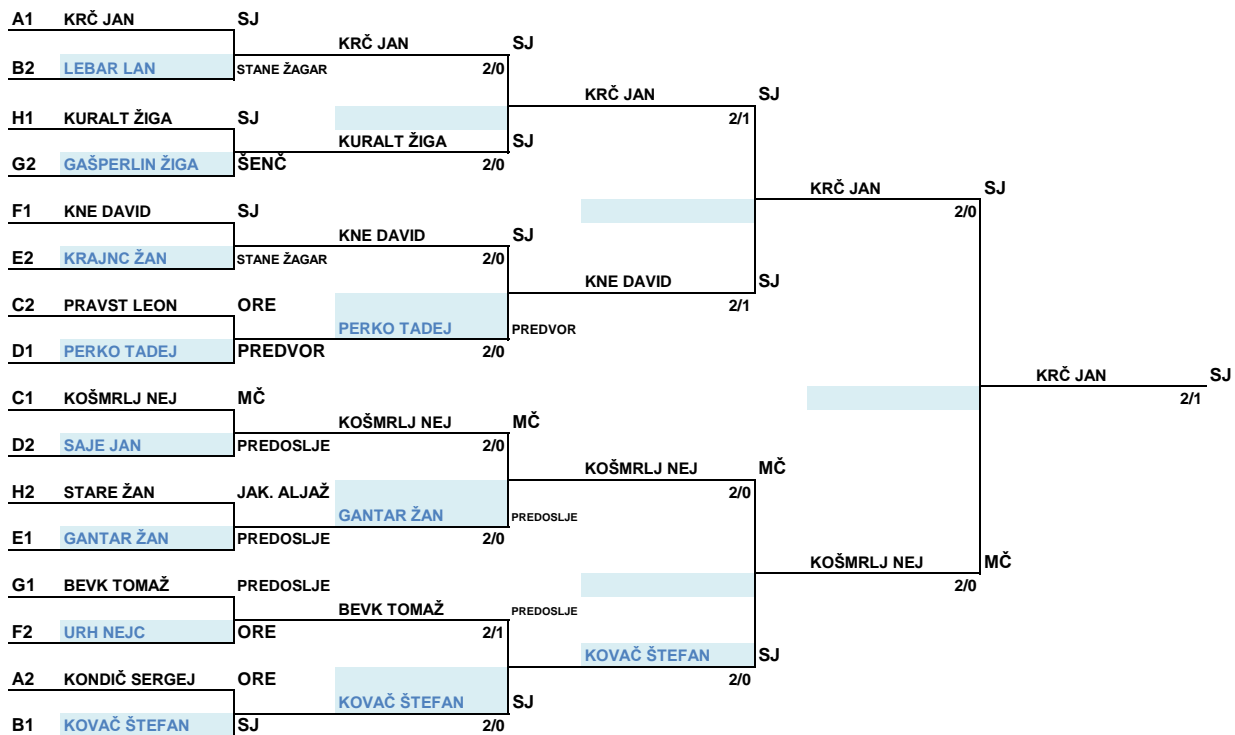 A1 KRČ JAN SJ
KRČ JAN SJ
B2 LEBAR LAN STANE ŽAGAR 2/0
KRČ JAN SJ
H1 KURALT ŽIGA SJ 2/1
KURALT ŽIGA SJ
G2 GAŠPERLIN ŽIGA ŠENČ 2/0
KRČ JAN SJ
F1 KNE DAVID SJ 2/0
KNE DAVID SJ
E2 KRAJNC ŽAN STANE ŽAGAR 2/0
KNE DAVID SJ
C2 PRAVST LEON ORE 2/1
PERKO TADEJ PREDVOR
D1 PERKO TADEJ PREDVOR 2/0
KRČ JAN SJ
C1 KOŠMRLJ NEJ MČ 2/1
KOŠMRLJ NEJ MČ
D2 SAJE JAN PREDOSLJE 2/0
KOŠMRLJ NEJ MČ
H2 STARE ŽAN JAK. ALJAŽ 2/0
GANTAR ŽAN PREDOSLJE
E1 GANTAR ŽAN PREDOSLJE 2/0
KOŠMRLJ NEJ MČ
G1 BEVK TOMAŽ PREDOSLJE 2/0
BEVK TOMAŽ PREDOSLJE
F2 URH NEJC ORE 2/1
KOVAČ ŠTEFAN SJ
A2 KONDIČ SERGEJ ORE 2/0
KOVAČ ŠTEFAN SJ
B1 KOVAČ ŠTEFAN SJ 2/0